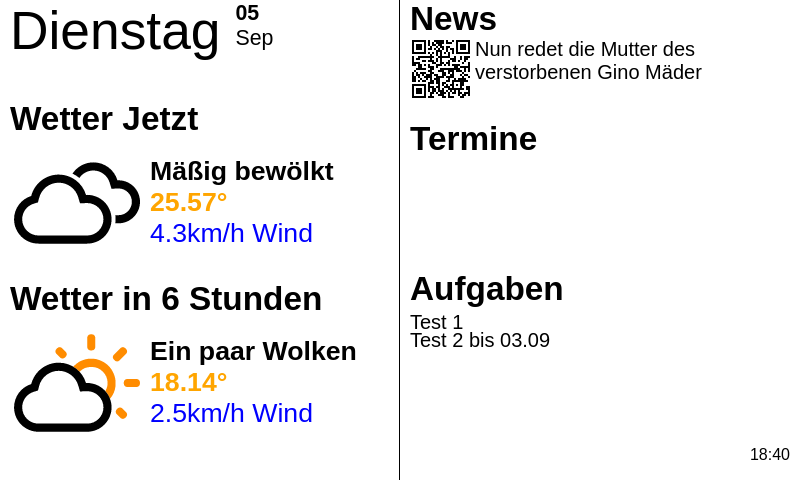 Dienstag
05
Sep
Wetter Jetzt
Mäßig bewölkt
25.57°
4.3km/h Wind
Wetter in 6 Stunden
Ein paar Wolken
18.14°
2.5km/h Wind
News
Nun redet die Mutter des
verstorbenen Gino Mäder
Termine
Aufgaben
Test 1
Test 2 bis 03.09
18:40